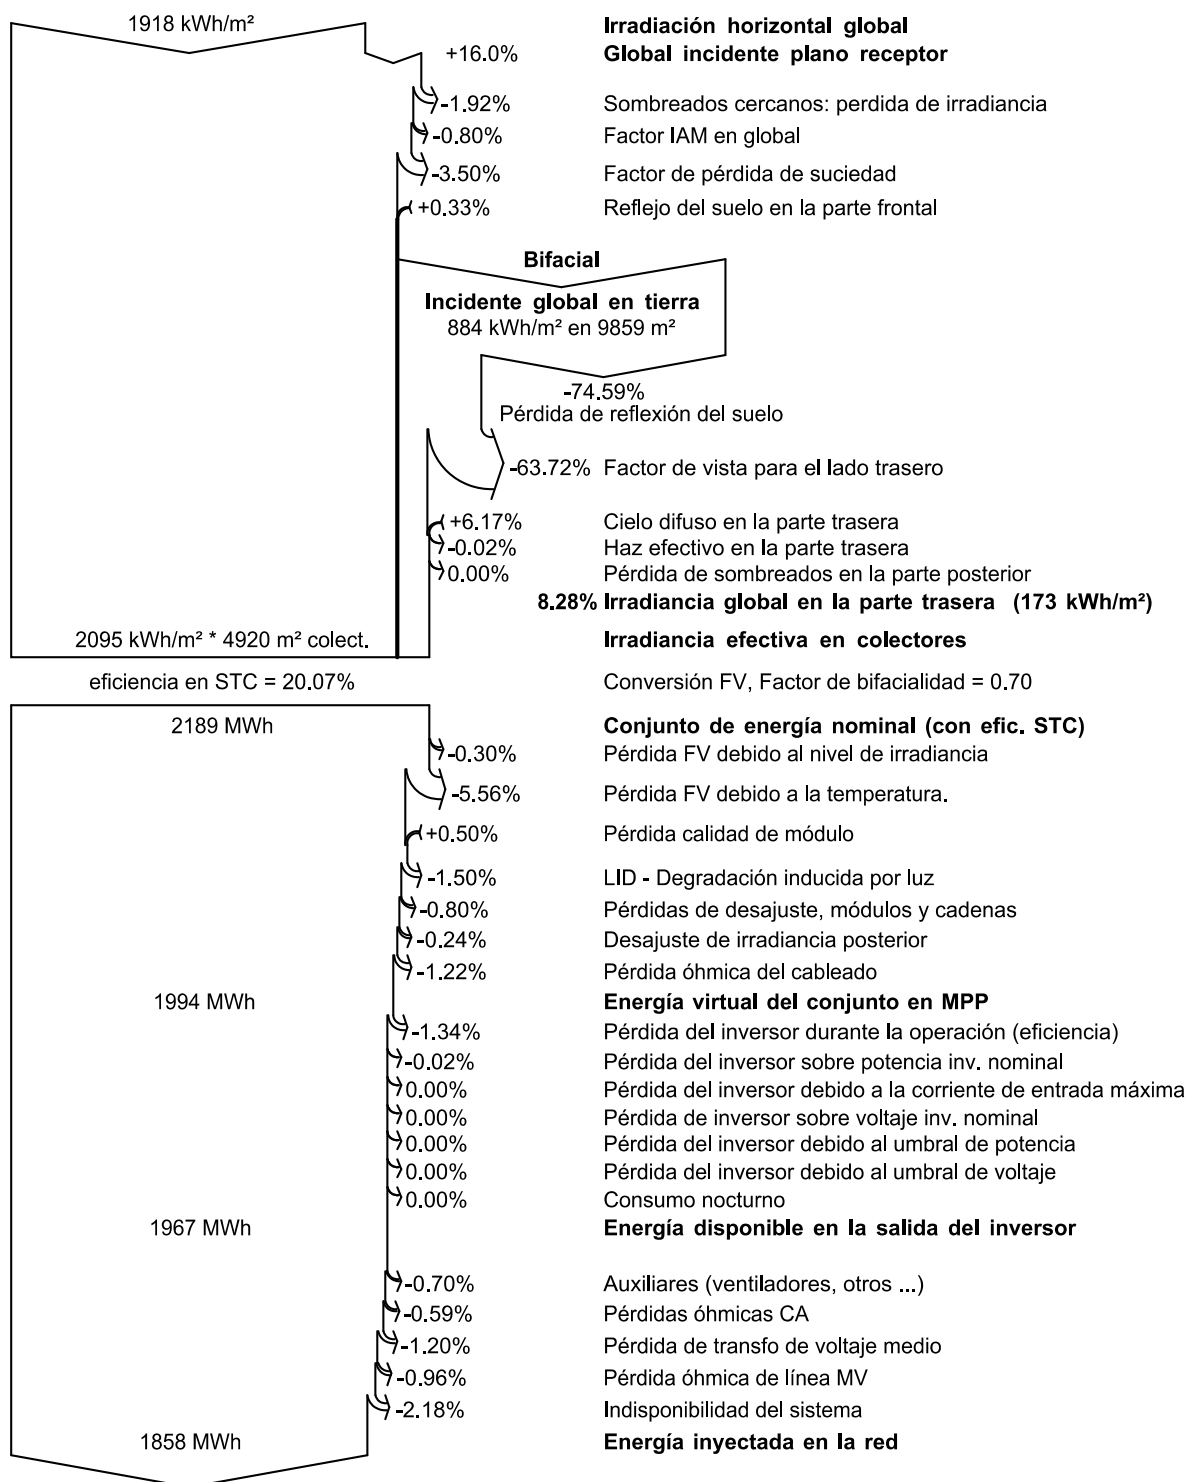 1918 kWh/m² Irradiación horizontal global
+16.0% Global incidente plano receptor
-1.92% Sombreados cercanos: perdida de irradiancia
-0.80% Factor IAM en global
-3.50% Factor de pérdida de suciedad
+0.33% Reflejo del suelo en la parte frontal
Bifacial
Incidente global en tierra
884 kWh/m² en 9859 m²
-74.59%
Pérdida de reflexión del suelo
-63.72% Factor de vista para el lado trasero
+6.17% Cielo difuso en la parte trasera
-0.02% Haz efectivo en la parte trasera
0.00% Pérdida de sombreados en la parte posterior
8.28% Irradiancia global en la parte trasera (173 kWh/m²)
2095 kWh/m² * 4920 m² colect. Irradiancia efectiva en colectores
eficiencia en STC = 20.07% Conversión FV, Factor de bifacialidad = 0.70
2189 MWh Conjunto de energía nominal (con efic. STC)
-0.30% Pérdida FV debido al nivel de irradiancia
-5.56% Pérdida FV debido a la temperatura.
+0.50% Pérdida calidad de módulo
-1.50% LID - Degradación inducida por luz
-0.80% Pérdidas de desajuste, módulos y cadenas
-0.24% Desajuste de irradiancia posterior
-1.22% Pérdida óhmica del cableado
1994 MWh Energía virtual del conjunto en MPP
-1.34% Pérdida del inversor durante la operación (eficiencia)
-0.02% Pérdida del inversor sobre potencia inv. nominal
0.00% Pérdida del inversor debido a la corriente de entrada máxima
0.00% Pérdida de inversor sobre voltaje inv. nominal
0.00% Pérdida del inversor debido al umbral de potencia
0.00% Pérdida del inversor debido al umbral de voltaje
0.00% Consumo nocturno
1967 MWh Energía disponible en la salida del inversor
-0.70% Auxiliares (ventiladores, otros ...)
-0.59% Pérdidas óhmicas CA
-1.20% Pérdida de transfo de voltaje medio
-0.96% Pérdida óhmica de línea MV
-2.18% Indisponibilidad del sistema
1858 MWh Energía inyectada en la red